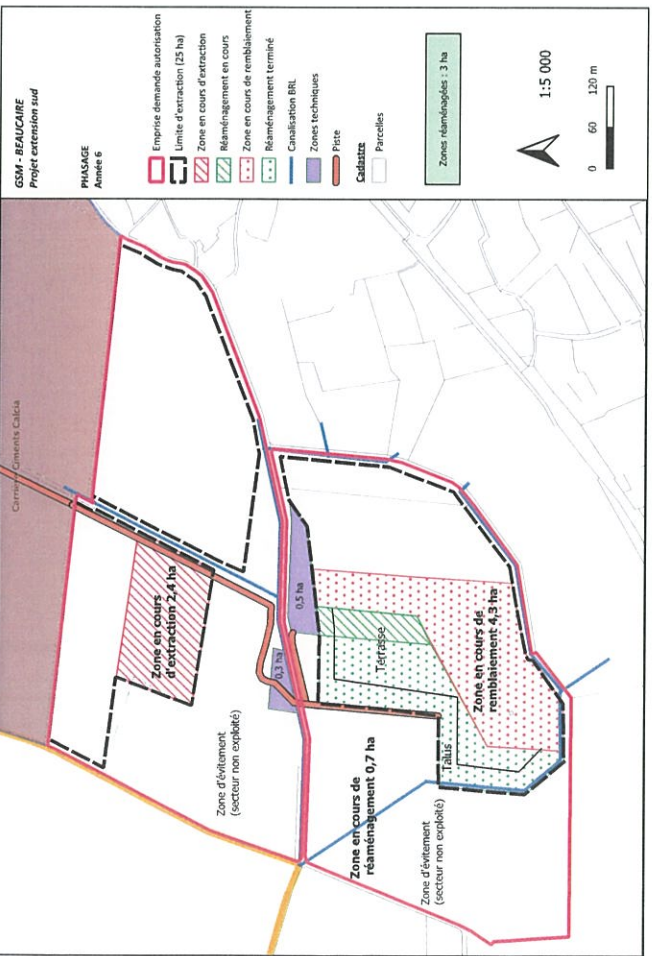 GSM - BEAUCAIRE
Projet extension sud
PHASAGE
Année 6
Emprise demande autorisation
Limite d'extraction (25 ha)
Zone en cours d'extraction
Réaménagement en cours
Zone en cours de remblaiement
Réaménagement terminé
Canalisation BRL
Zones techniques
Piste
Cadastre
Parcelles
Zones réaménagées : 3 ha
1:5 000
0 60 120 m
Carrière Ciments Calcia
Zone en cours
d'extraction 2,4 ha
0,5 ha
0,3 ha
Zone d'évitement
(secteur non exploité)
Terrasse
Zone en cours de
remblaiement 4,3 ha
Talus
Zone en cours de
réaménagement 0,7 ha
Zone d'évitement
(secteur non exploité)